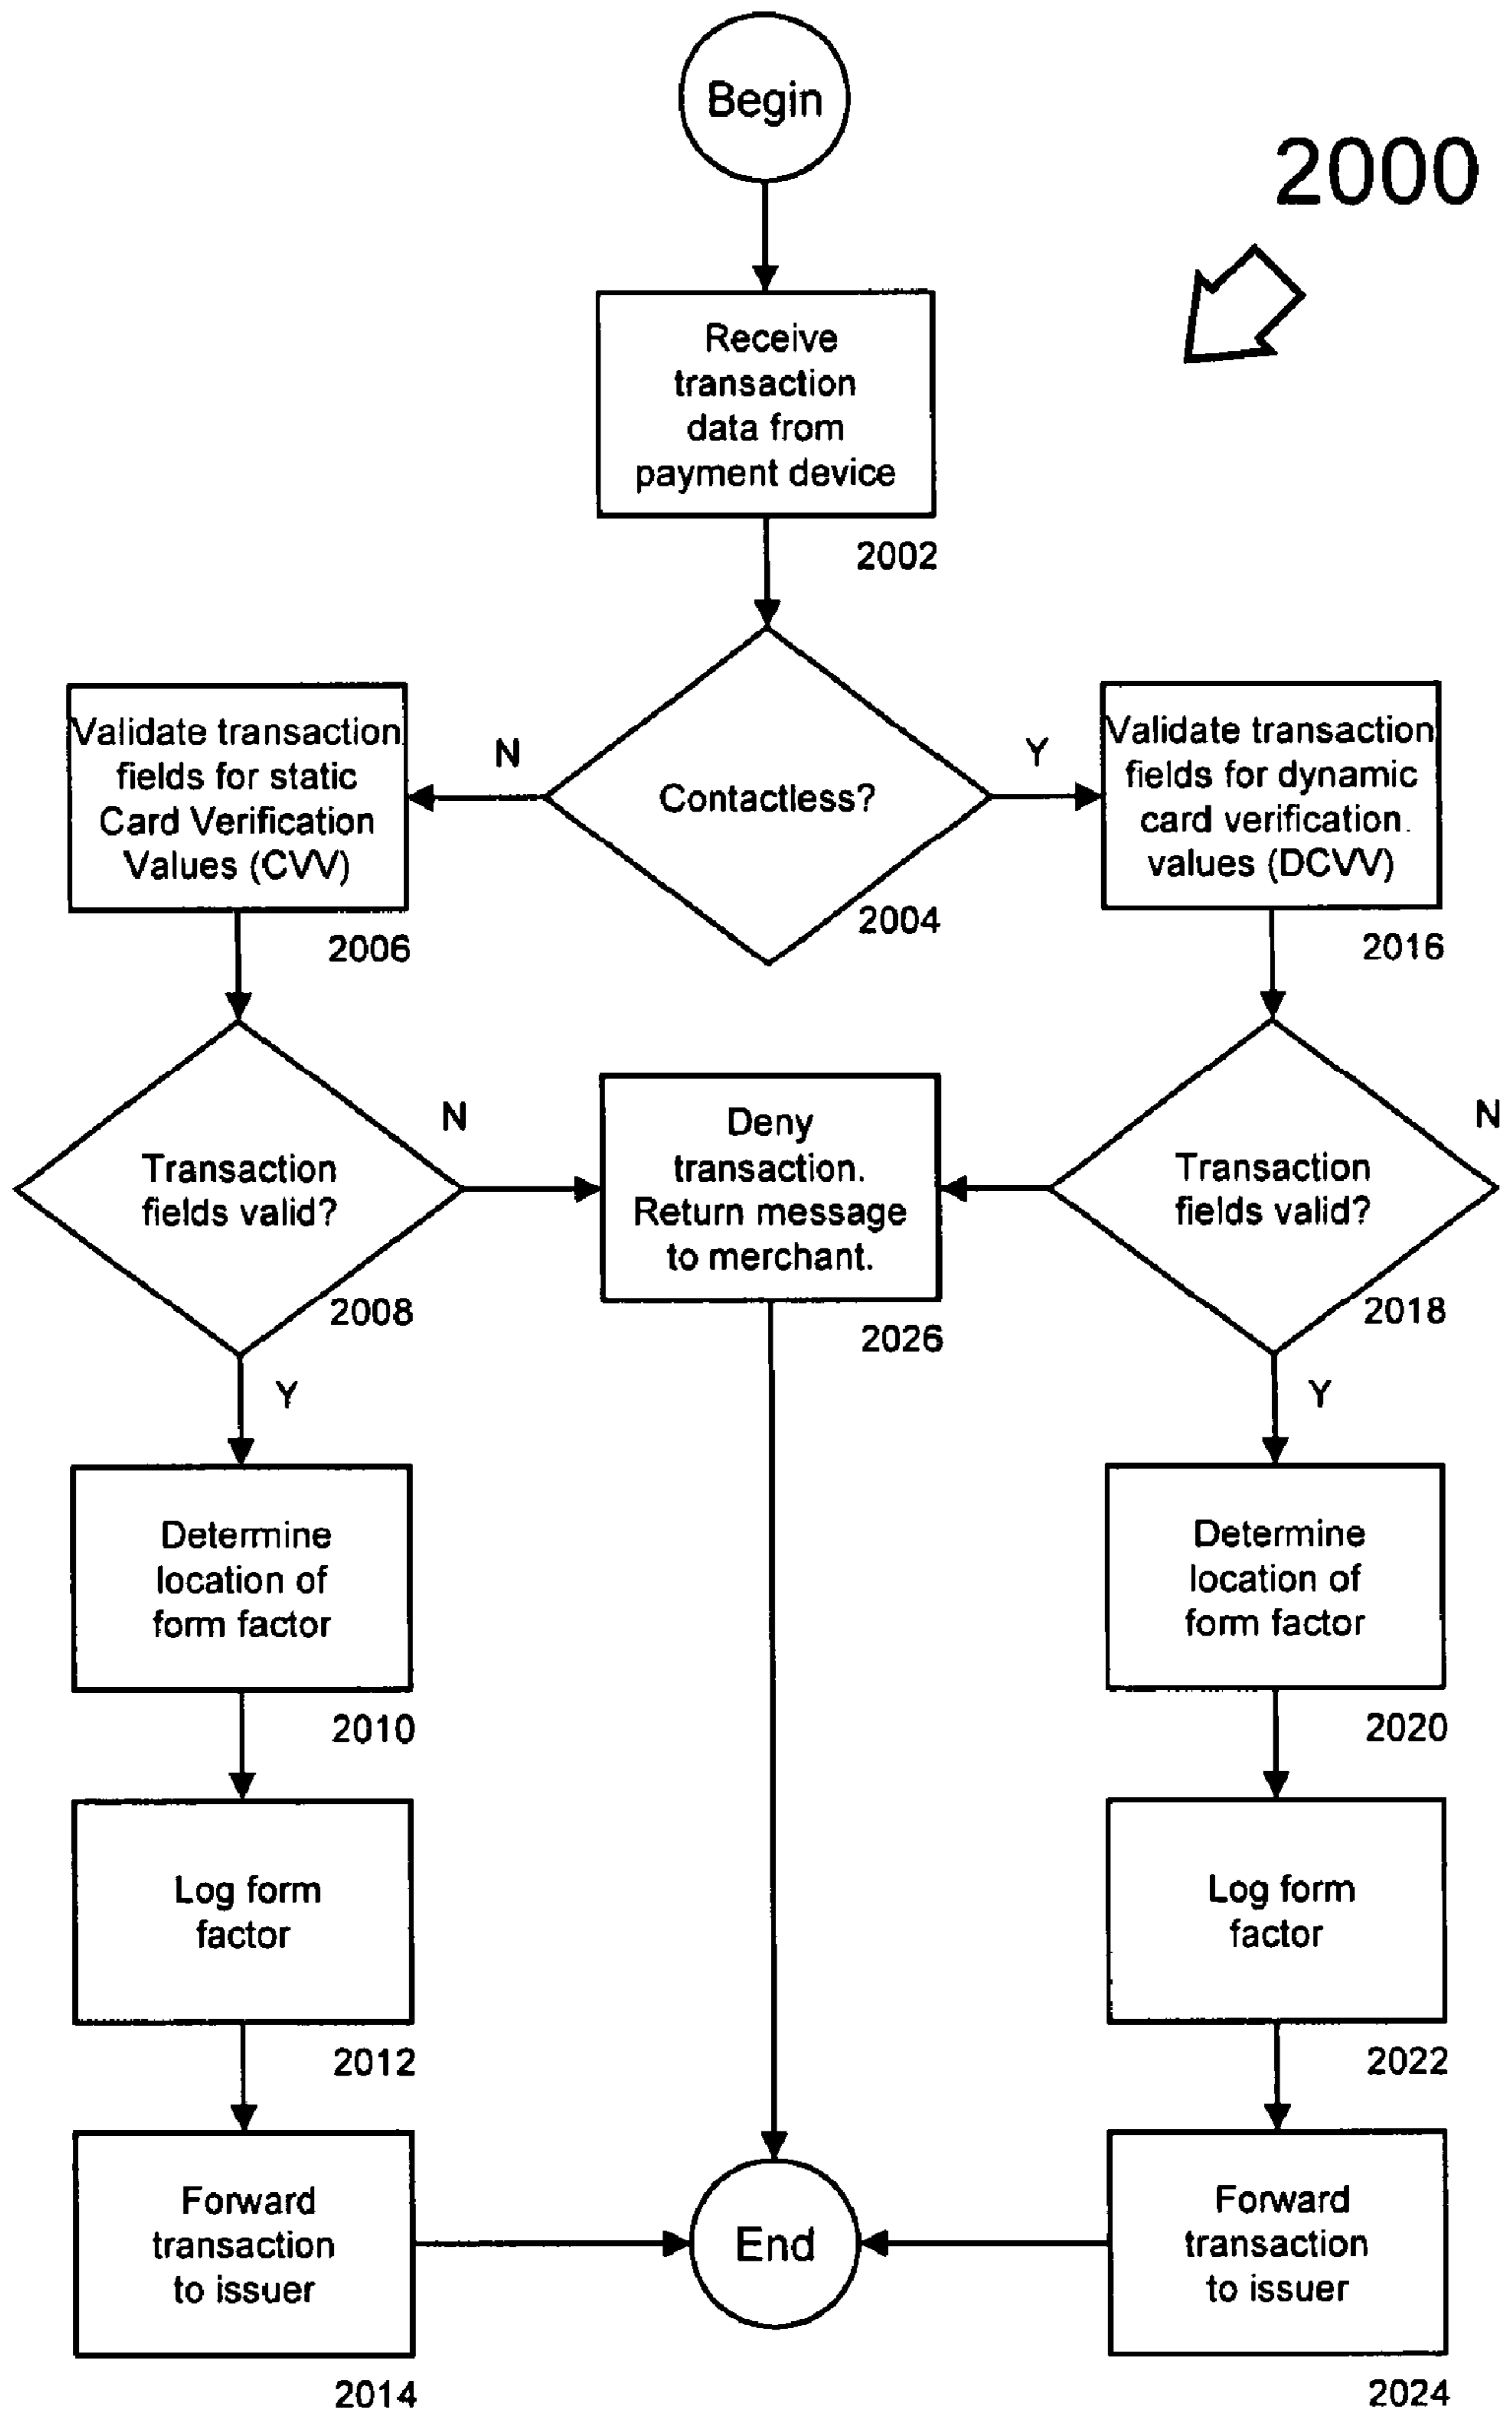 Begin
2000
Receive
transaction
data from
payment device
2002
Contactless?
2004
N
Y
Validate transaction
fields for static
Card Verification
Values (CVV)
2006
Validate transaction
fields for dynamic
card verification.
values (DCVV)
2016
Transaction
fields valid?
2008
N
Y
Deny
transaction.
Return message
to merchant.
2026
Transaction
fields valid?
2018
N
Y
Determine
location of
form factor
2010
Determine
location of
form factor
2020
Log form
factor
2012
Log form
factor
2022
Forward
transaction
to issuer
2014
End
Forward
transaction
to issuer
2024